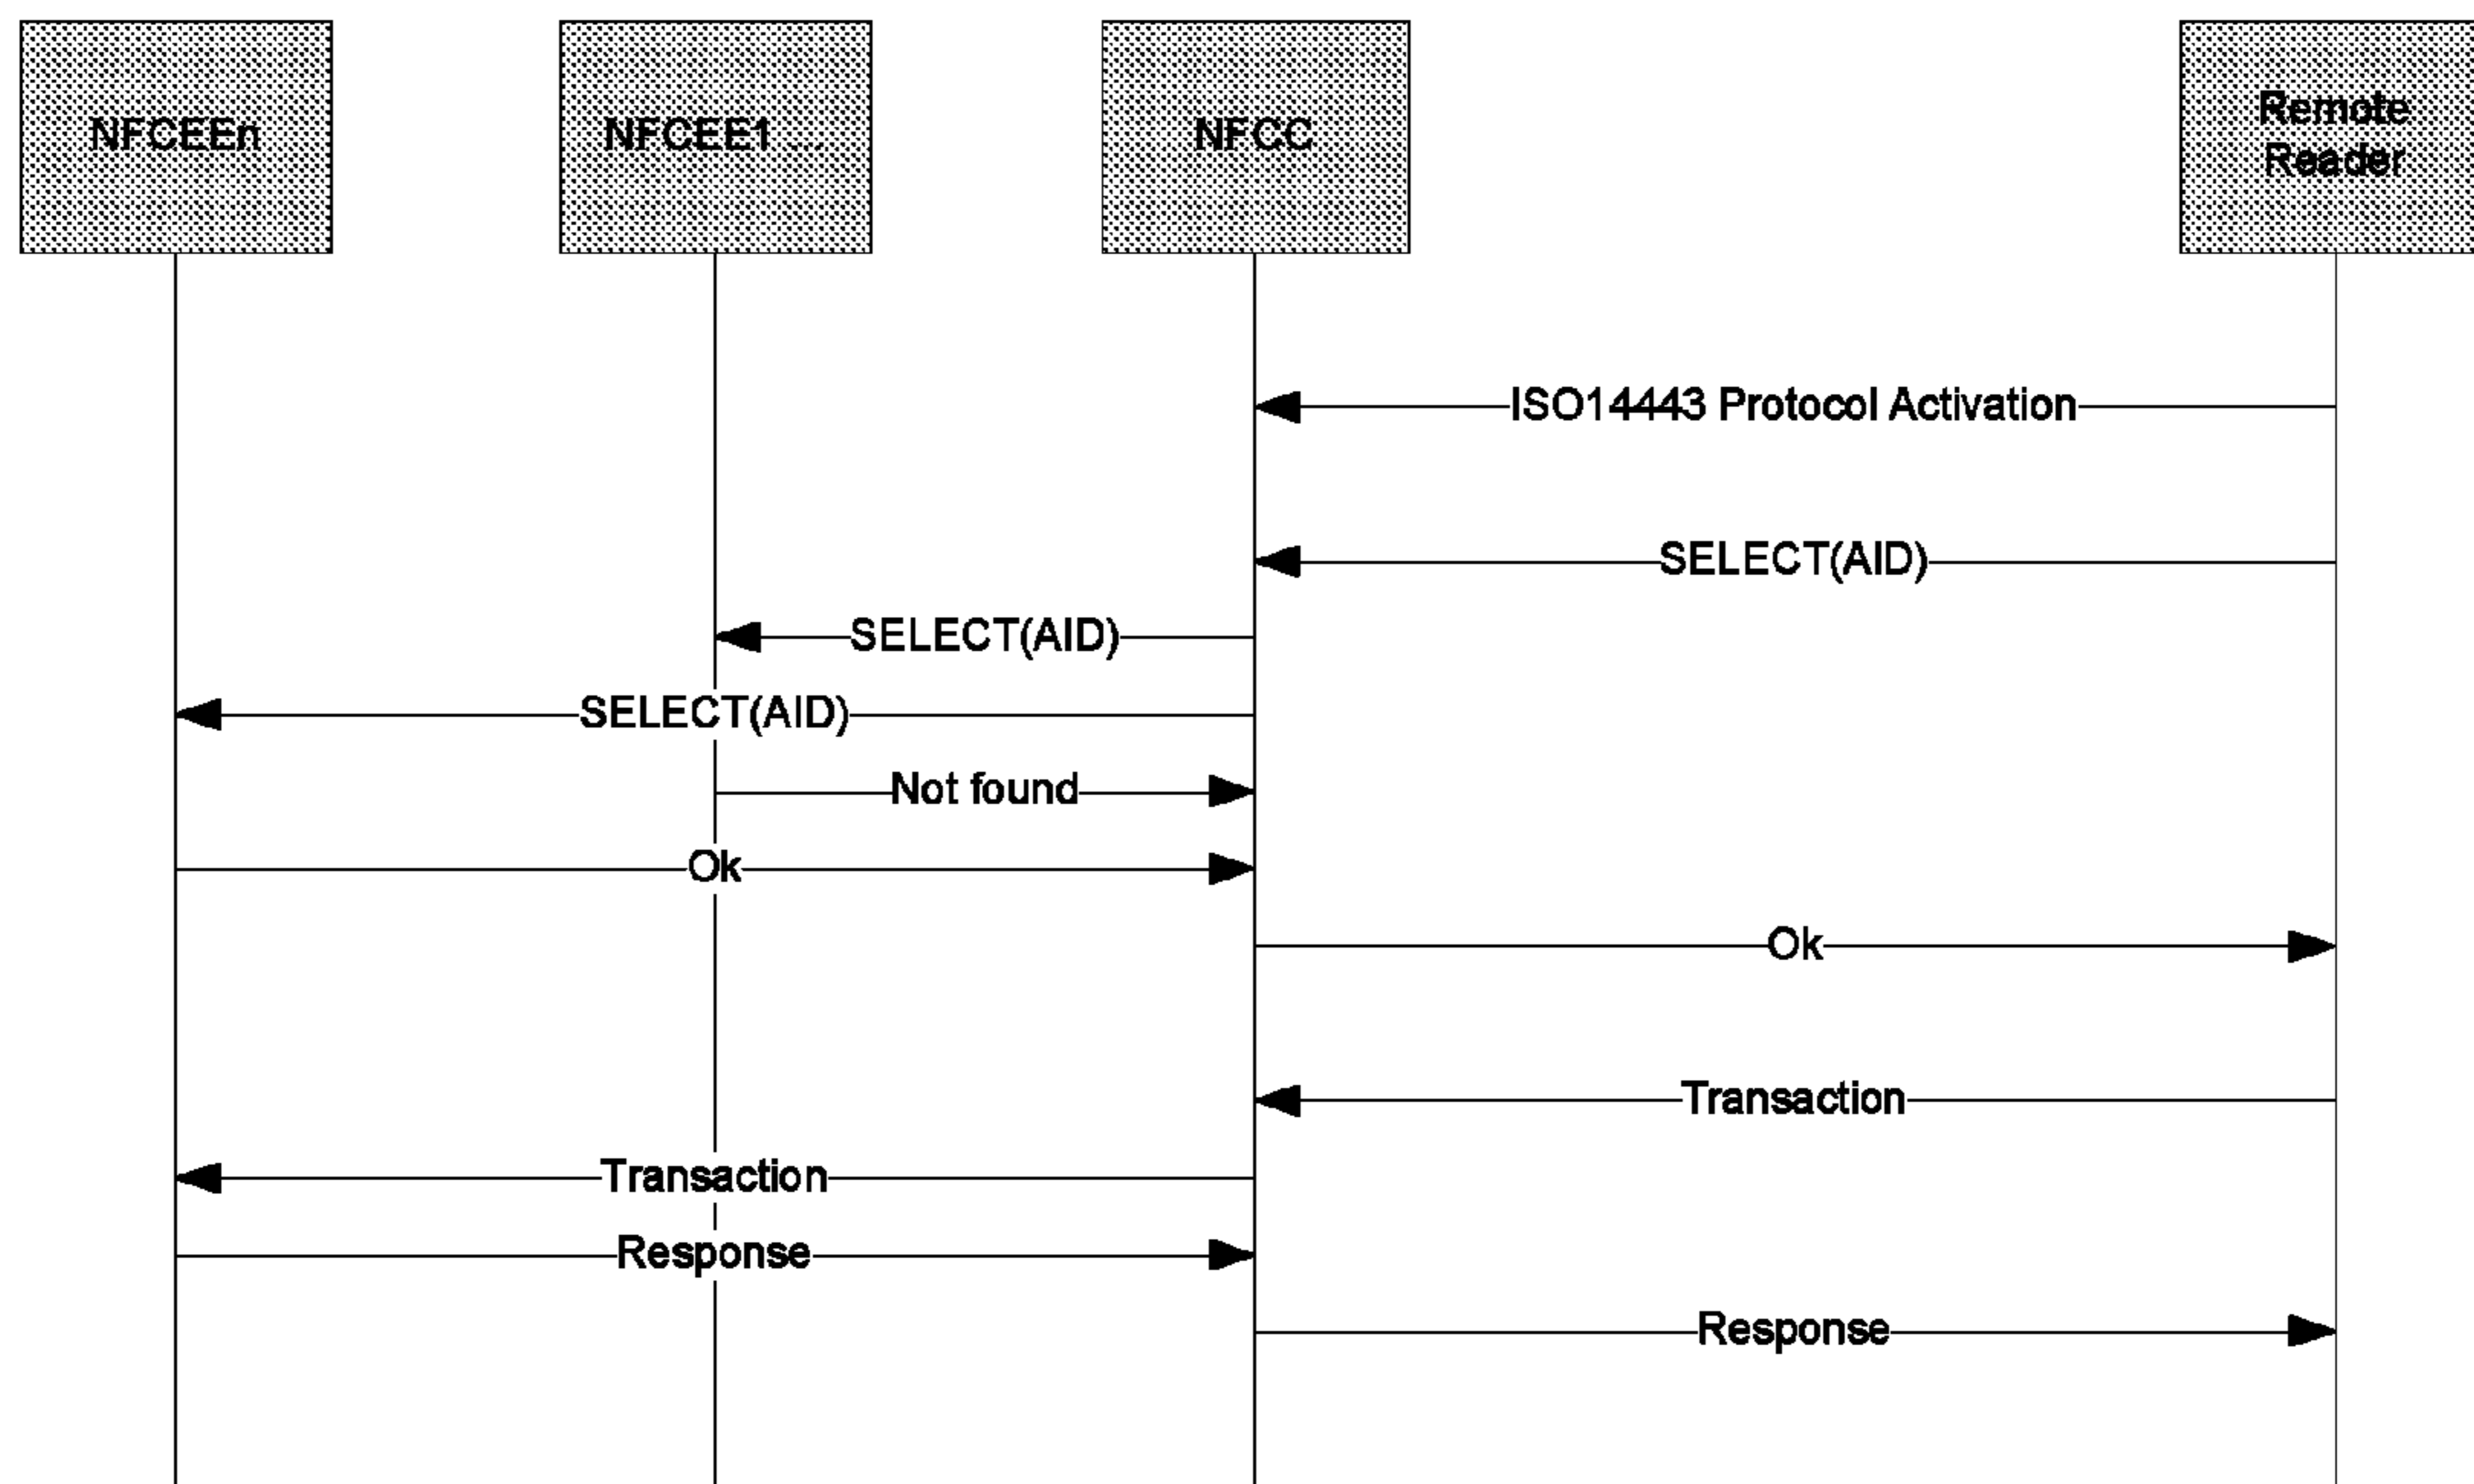 NFCEEn
NFCEE1 ...
NFCC
Remote
Reader
ISO14443 Protocol Activation
SELECT(AID)
SELECT(AID)
SELECT(AID)
Not found
Ok
Ok
Transaction
Transaction
Response
Response